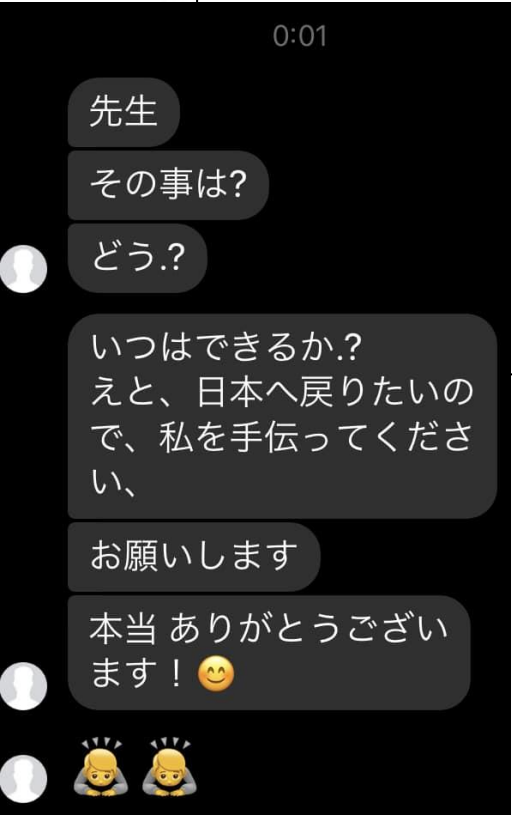 0:01
先生
その事は?
どう.?
いつはできるか.?
えと、日本へ戻りたいの
で、私を手伝ってくださ
い、
お願いします
本当 ありがとうござい
ます！😊
🙇 🙇